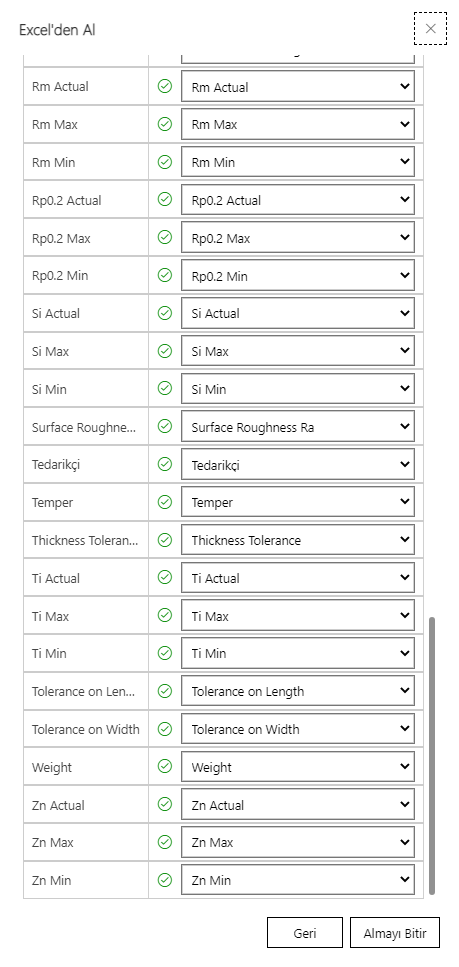 Excel'den Al
Rm Actual Rm Actual
Rm Max Rm Max
Rm Min Rm Min
Rp0.2 Actual Rp0.2 Actual
Rp0.2 Max Rp0.2 Max
Rp0.2 Min Rp0.2 Min
Si Actual Si Actual
Si Max Si Max
Si Min Si Min
Surface Roughne... Surface Roughness Ra
Tedarikçi Tedarikçi
Temper Temper
Thickness Toleran... Thickness Tolerance
Ti Actual Ti Actual
Ti Max Ti Max
Ti Min Ti Min
Tolerance on Len... Tolerance on Length
Tolerance on Width Tolerance on Width
Weight Weight
Zn Actual Zn Actual
Zn Max Zn Max
Zn Min Zn Min
Geri Almayı Bitir